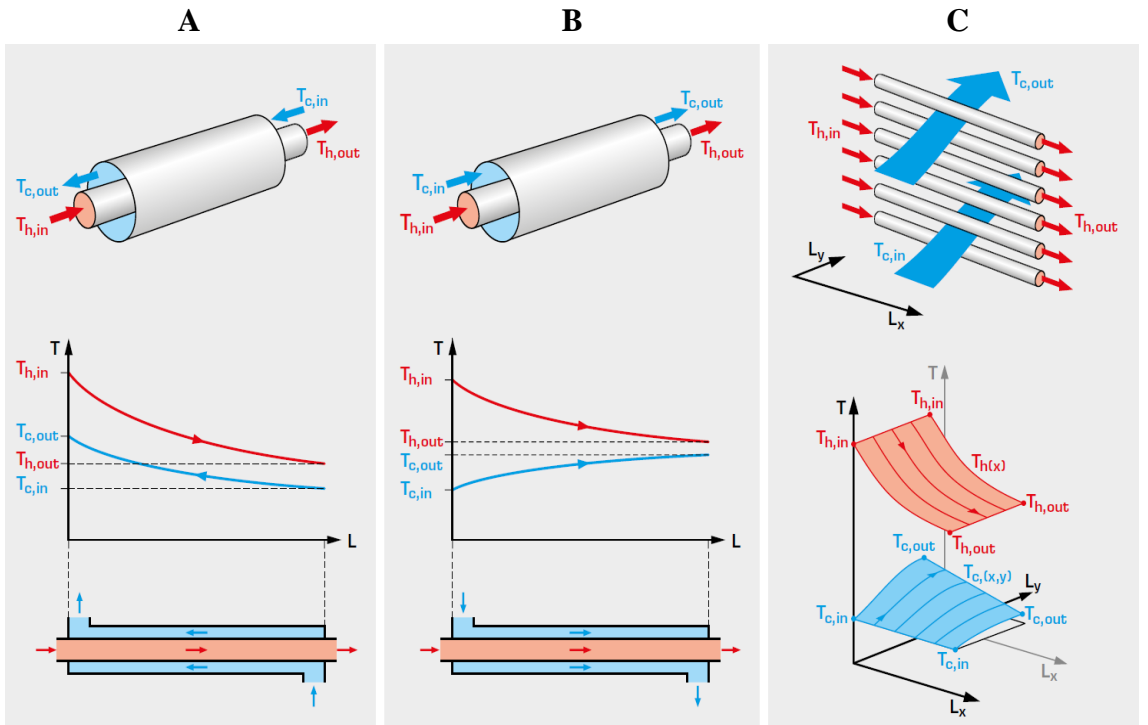 A
B
C
T_c,in
T_h,out
T_c,out
T_h,in
T
T_h,in
T_c,out
T_h,out
T_c,in
L
T_c,out
T_h,out
T_c,in
T_h,in
T
T_h,in
T_h,out
T_c,out
T_c,in
L
T_c,out
T_h,in
T_h,out
T_c,in
L_y
L_x
T
T
T_h,in
T_h,in
T_h(x)
T_h,out
T_h,out
T_c,out
T_c,(x,y)
L_y
T_c,in
T_c,out
T_c,in
L_x
L_x